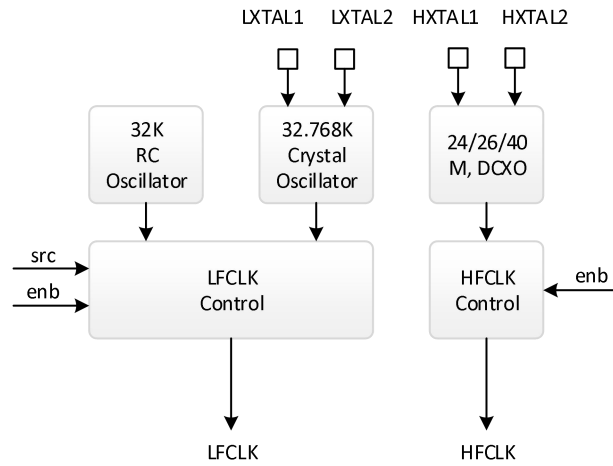 LXTAL1 LXTAL2 HXTAL1 HXTAL2
32K
RC
Oscillator
32.768K
Crystal
Oscillator
24/26/40
M, DCXO
src
enb
LFCLK
Control
HFCLK
Control
enb
LFCLK
HFCLK